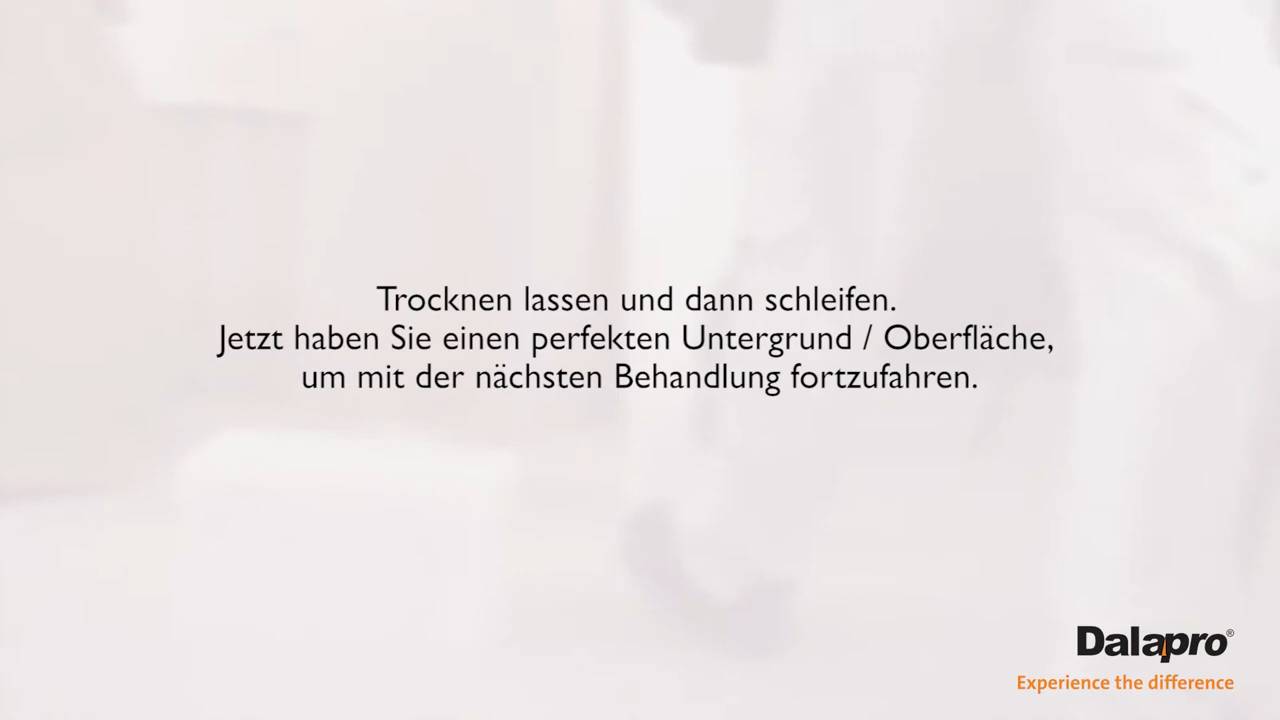 Trocknen lassen und dann schleifen.
Jetzt haben Sie einen perfekten Untergrund / Oberfläche,
um mit der nächsten Behandlung fortzufahren.
Dalapro®
Experience the difference